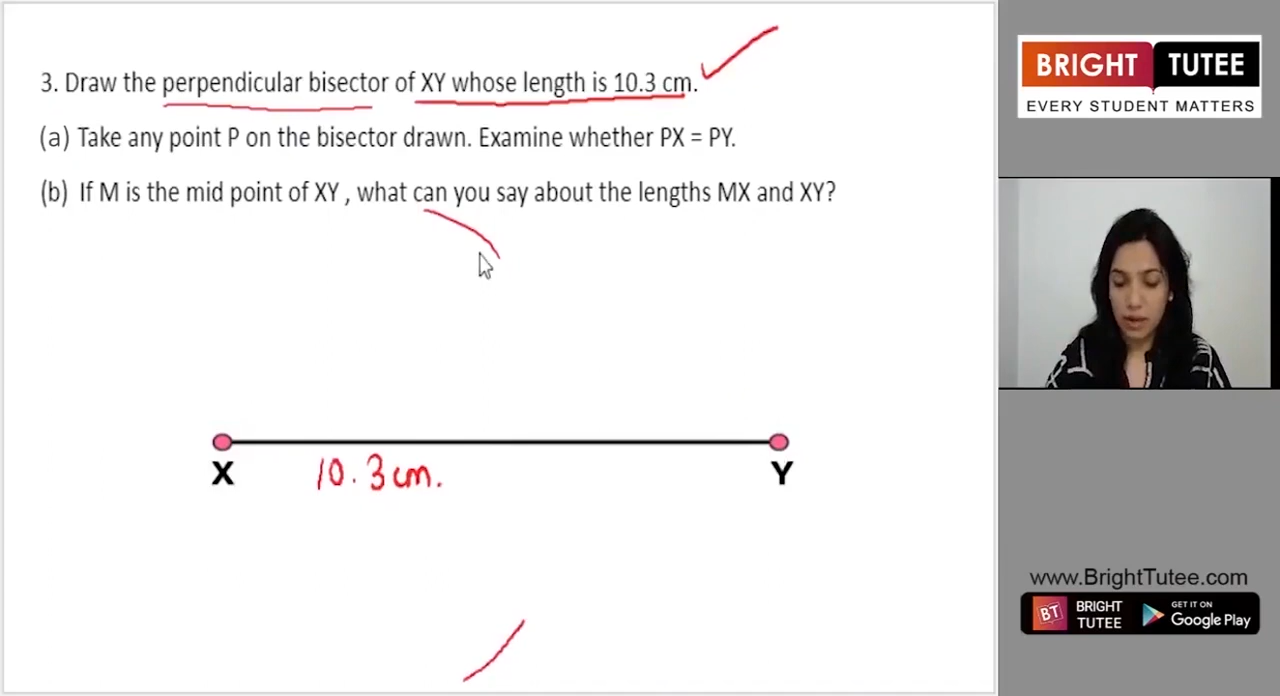 3. Draw the perpendicular bisector of XY whose length is 10.3 cm.
(a) Take any point P on the bisector drawn. Examine whether PX = PY.
(b) If M is the mid point of XY , what can you say about the lengths MX and XY?
X
10.3 cm.
Y
BRIGHT TUTEE
EVERY STUDENT MATTERS
www.BrightTutee.com
BT
BRIGHT
TUTEE
GET IT ON
Google Play